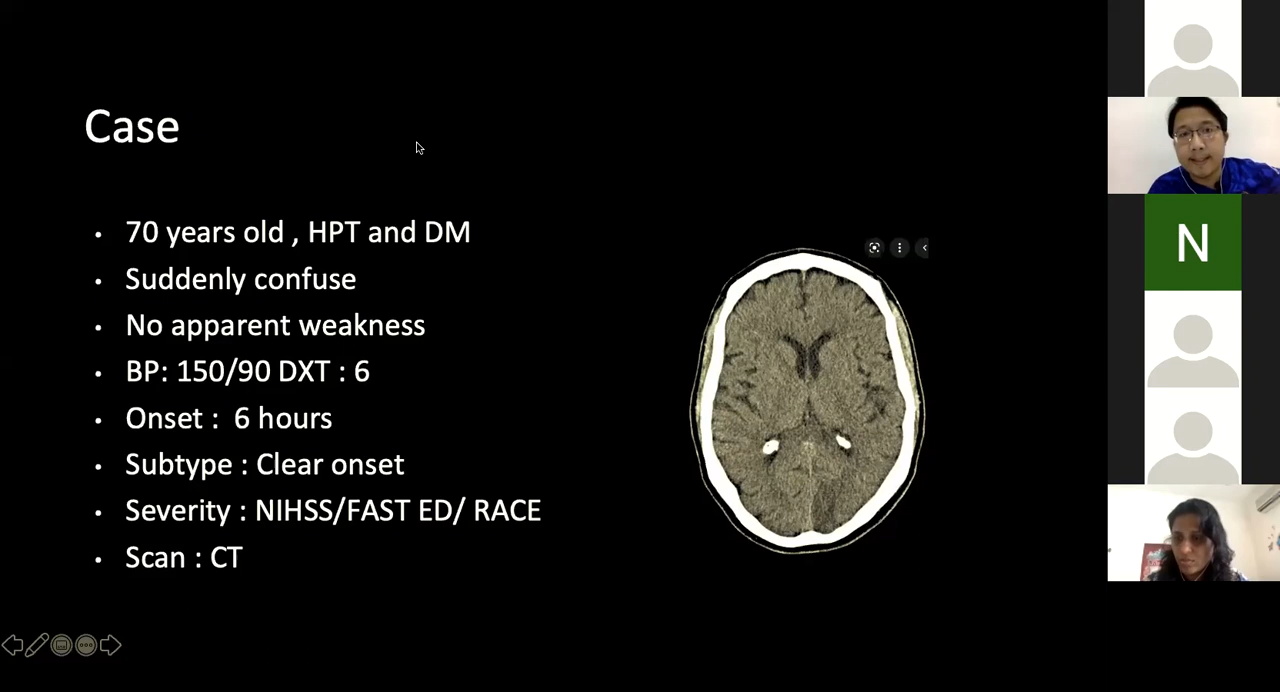 Case
• 70 years old , HPT and DM
• Suddenly confuse
• No apparent weakness
• BP: 150/90 DXT : 6
• Onset : 6 hours
• Subtype : Clear onset
• Severity : NIHSS/FAST ED/ RACE
• Scan : CT
N